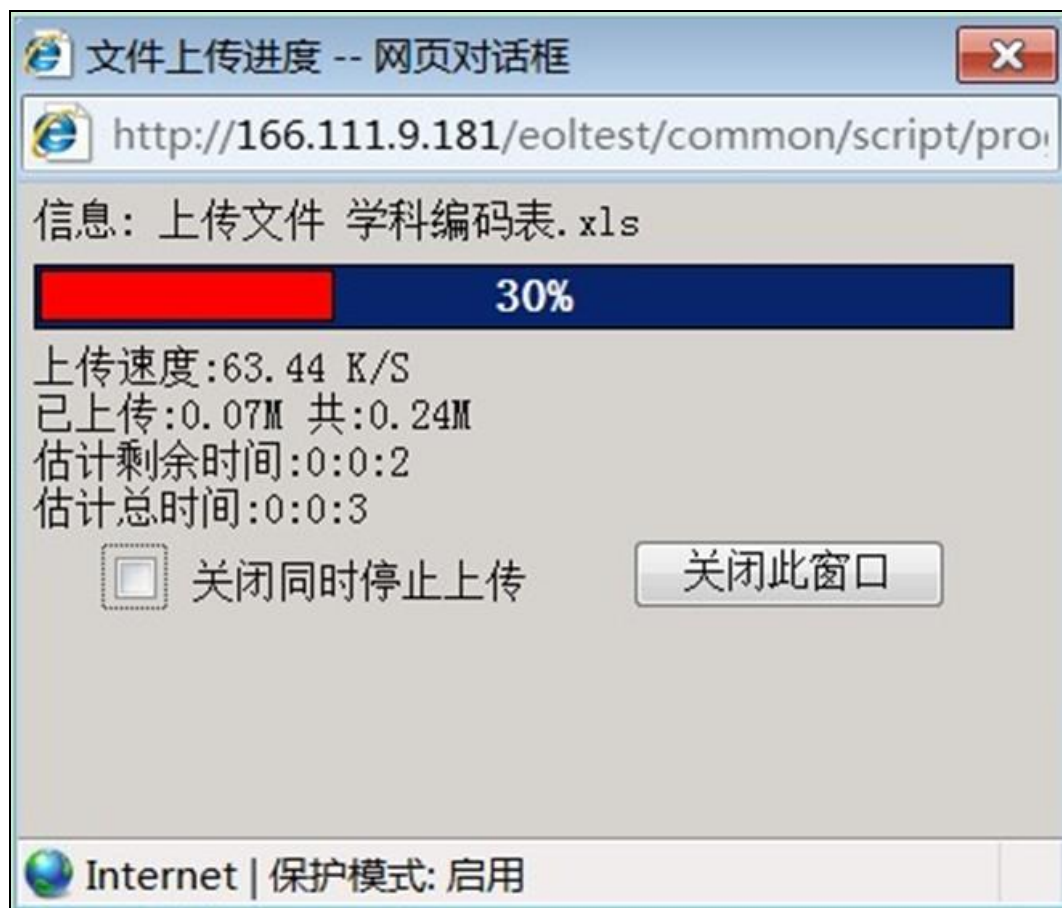 文件上传进度 -- 网页对话框
http://166.111.9.181/eoltest/common/script/pro
信息: 上传文件 学科编码表.xls
30%
上传速度:63.44 K/S
已上传:0.07M 共:0.24M
估计剩余时间:0:0:2
估计总时间:0:0:3
关闭同时停止上传 关闭此窗口
Internet | 保护模式: 启用